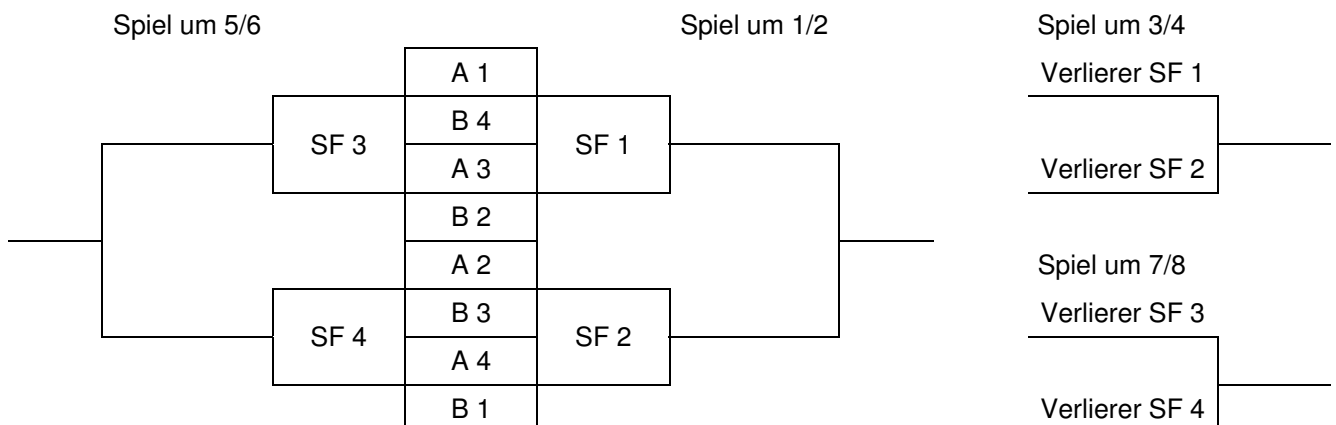 Spiel um 5/6
Spiel um 1/2
Spiel um 3/4
A 1
Verlierer SF 1
B 4
SF 3
SF 1
A 3
Verlierer SF 2
B 2
A 2
Spiel um 7/8
B 3
Verlierer SF 3
SF 4
SF 2
A 4
B 1
Verlierer SF 4